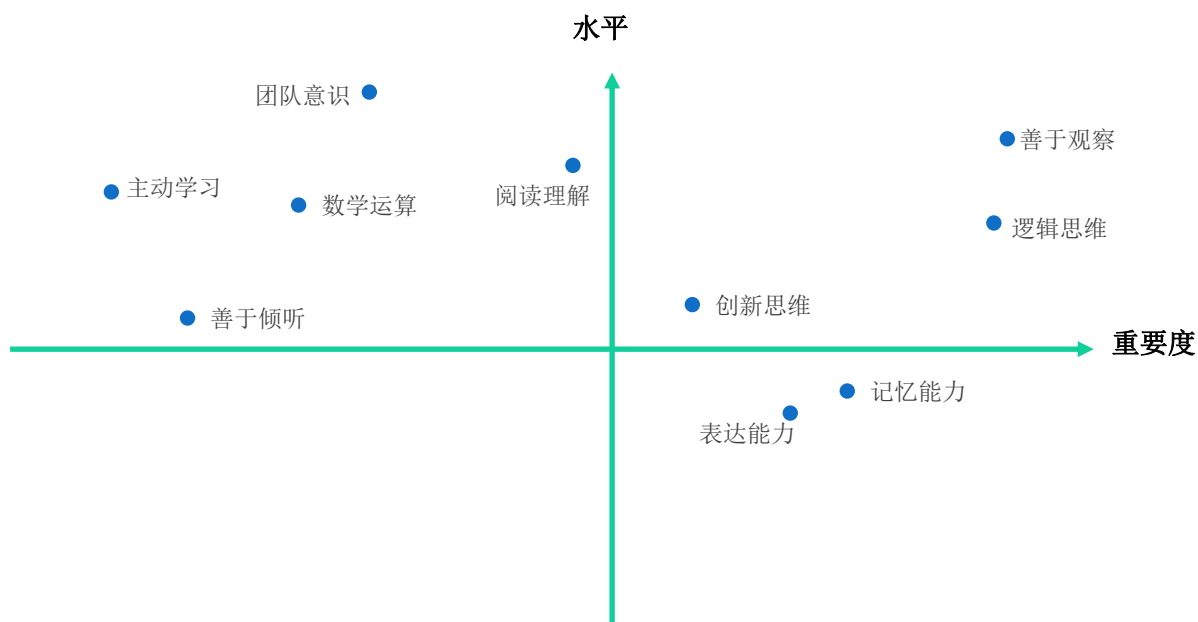 水平
团队意识
善于观察
主动学习
阅读理解
数学运算
逻辑思维
创新思维
善于倾听
重要度
记忆能力
表达能力